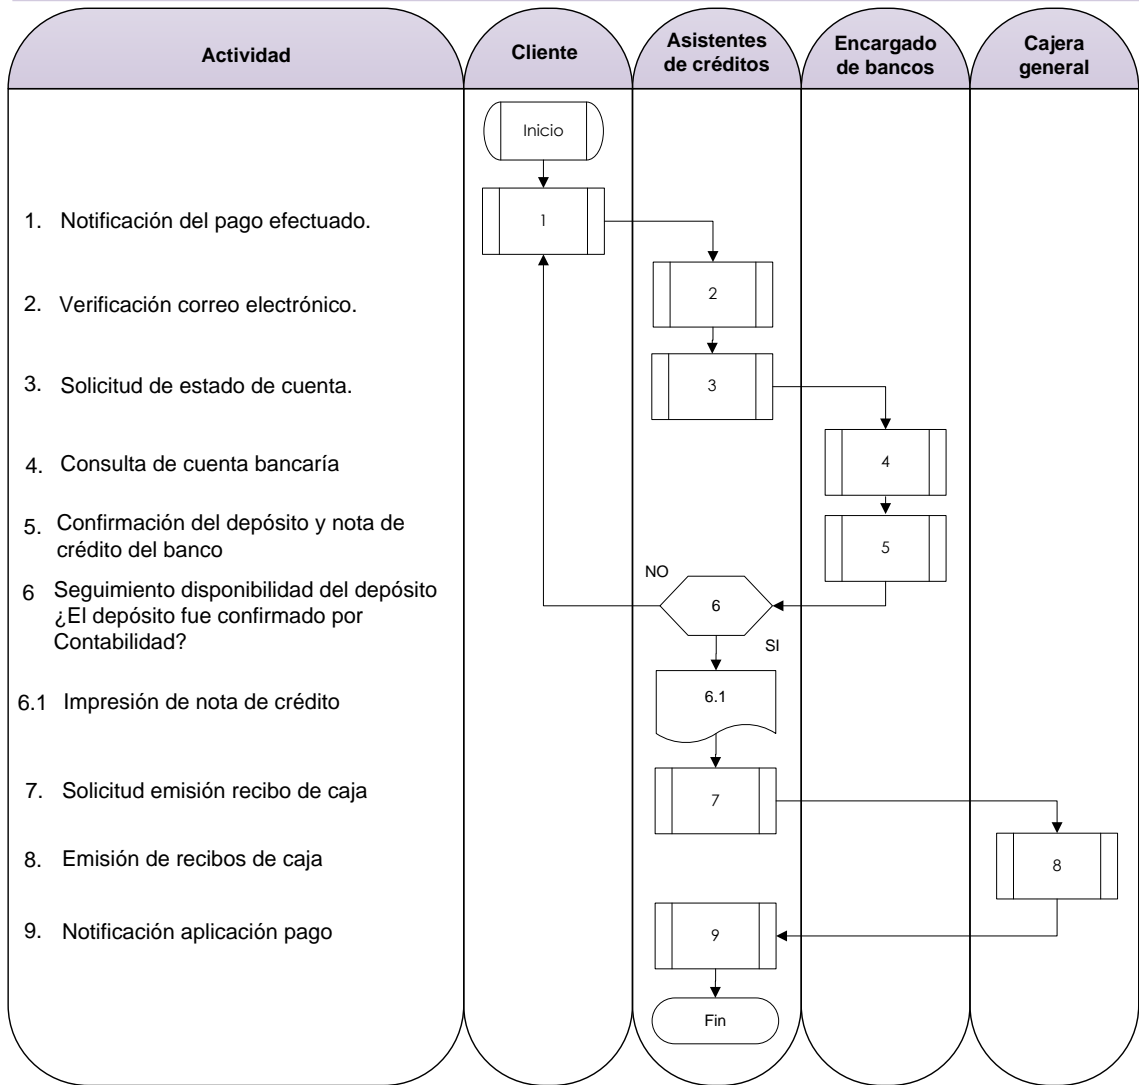 Actividad
Cliente
Asistentes
de créditos
Encargado
de bancos
Cajera
general
Inicio
1. Notificación del pago efectuado.
1
2. Verificación correo electrónico.
2
3. Solicitud de estado de cuenta.
3
4. Consulta de cuenta bancaría
4
5. Confirmación del depósito y nota de
crédito del banco
5
6 Seguimiento disponibilidad del depósito
¿El depósito fue confirmado por
Contabilidad?
NO
6
SI
6.1 Impresión de nota de crédito
6.1
7. Solicitud emisión recibo de caja
7
8. Emisión de recibos de caja
8
9. Notificación aplicación pago
9
Fin